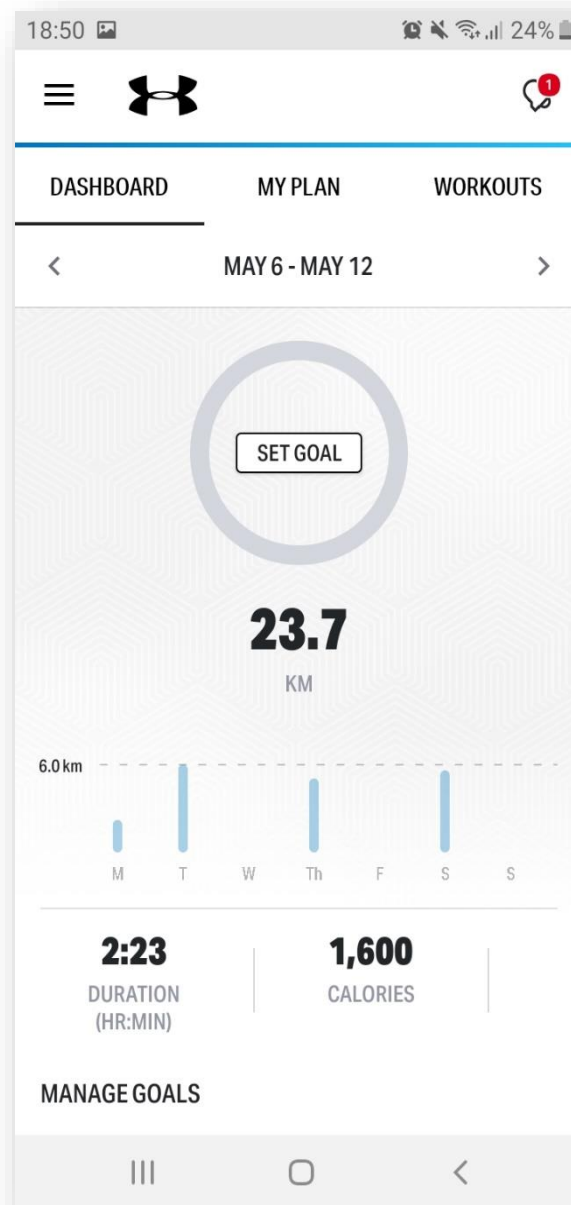 18:50 24%
1
DASHBOARD MY PLAN WORKOUTS
MAY 6 - MAY 12
SET GOAL
23.7
KM
6.0 km
M T W Th F S S
2:23 1,600
DURATION CALORIES
(HR:MIN)
MANAGE GOALS